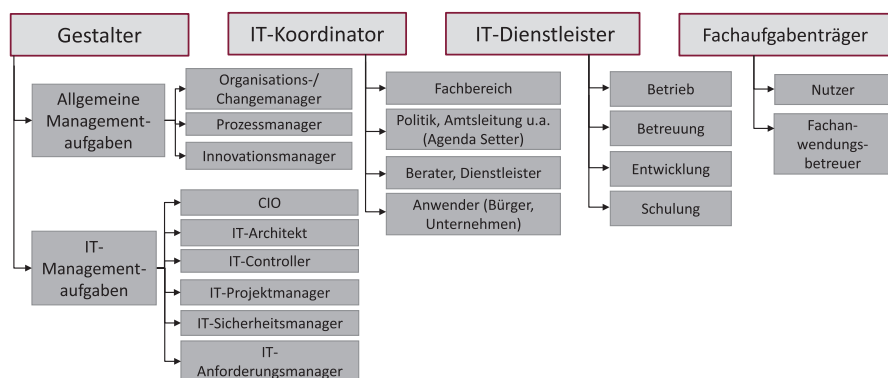 Gestalter
Allgemeine
Management-
aufgaben
Organisations-/
Changemanager
Prozessmanager
Innovationsmanager
IT-
Management-
aufgaben
CIO
IT-Architekt
IT-Controller
IT-Projektmanager
IT-Sicherheitsmanager
IT-
Anforderungsmanager
IT-Koordinator
Fachbereich
Politik, Amtsleitung u.a.
(Agenda Setter)
Berater, Dienstleister
Anwender (Bürger,
Unternehmen)
IT-Dienstleister
Betrieb
Betreuung
Entwicklung
Schulung
Fachaufgabenträger
Nutzer
Fachan-
wendungs-
betreuer